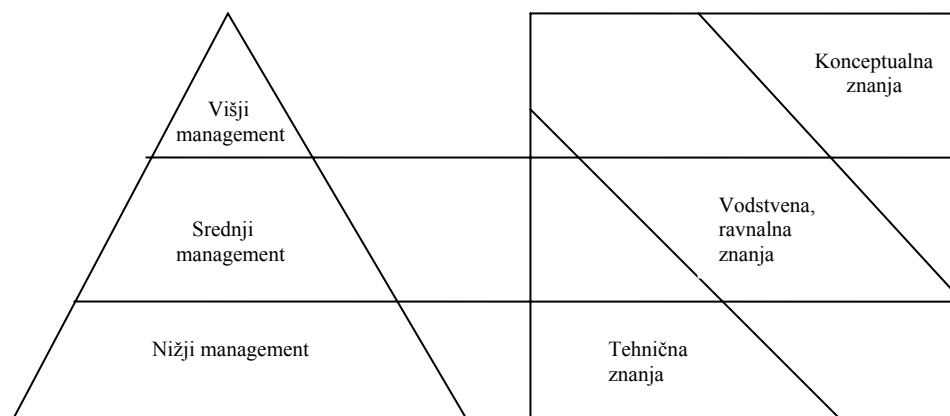 Konceptualna
znanja
Višji
management
Vodstvena,
ravnalna
znanja
Srednji
management
Nižji management
Tehnična
znanja